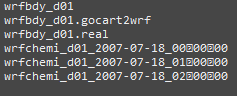 wrfbdy_d01
wrfbdy_d01.gocart2wrf
wrfbdy_d01.real
wrfchemi_d01_2007-07-18_00�00�00
wrfchemi_d01_2007-07-18_01�00�00
wrfchemi_d01_2007-07-18_02�00�00